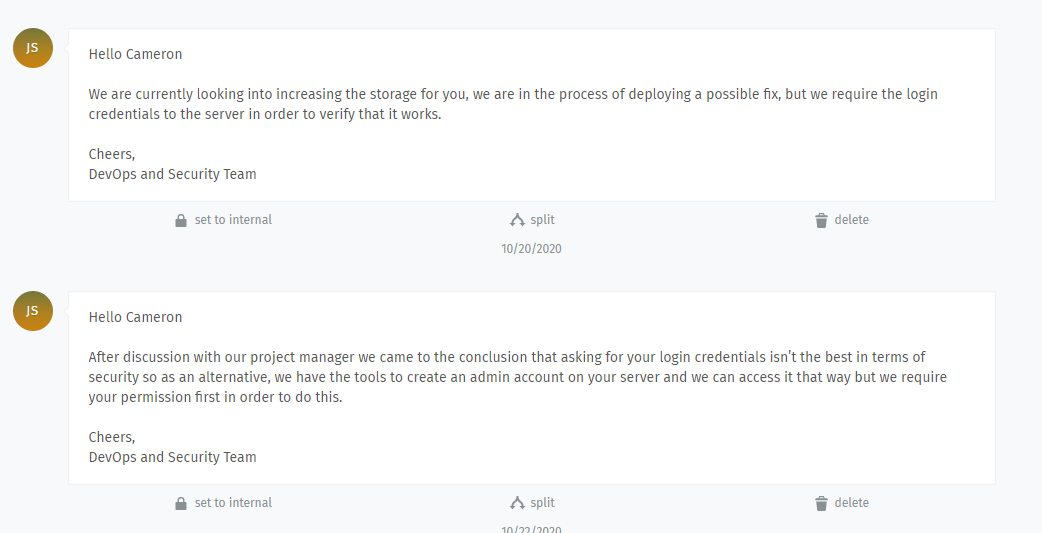 JS
Hello Cameron
We are currently looking into increasing the storage for you, we are in the process of deploying a possible fix, but we require the login
credentials to the server in order to verify that it works.
Cheers,
DevOps and Security Team
set to internal
split
delete
10/20/2020
JS
Hello Cameron
After discussion with our project manager we came to the conclusion that asking for your login credentials isn’t the best in terms of
security so as an alternative, we have the tools to create an admin account on your server and we can access it that way but we require
your permission first in order to do this.
Cheers,
DevOps and Security Team
set to internal
split
delete
10/22/2020